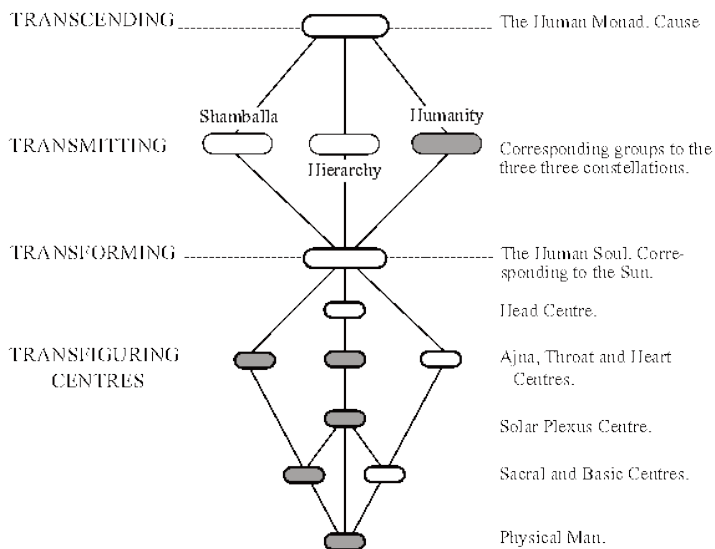 TRANSCENDING
The Human Monad. Cause
Shamballa
Humanity
TRANSMITTING
Corresponding groups to the
three three constellations.
Hierarchy
TRANSFORMING
The Human Soul. Corre-
sponding to the Sun.
Head Centre.
TRANSFIGURING
CENTRES
Ajna, Throat and Heart
Centres.
Solar Plexus Centre.
Sacral and Basic Centres.
Physical Man.